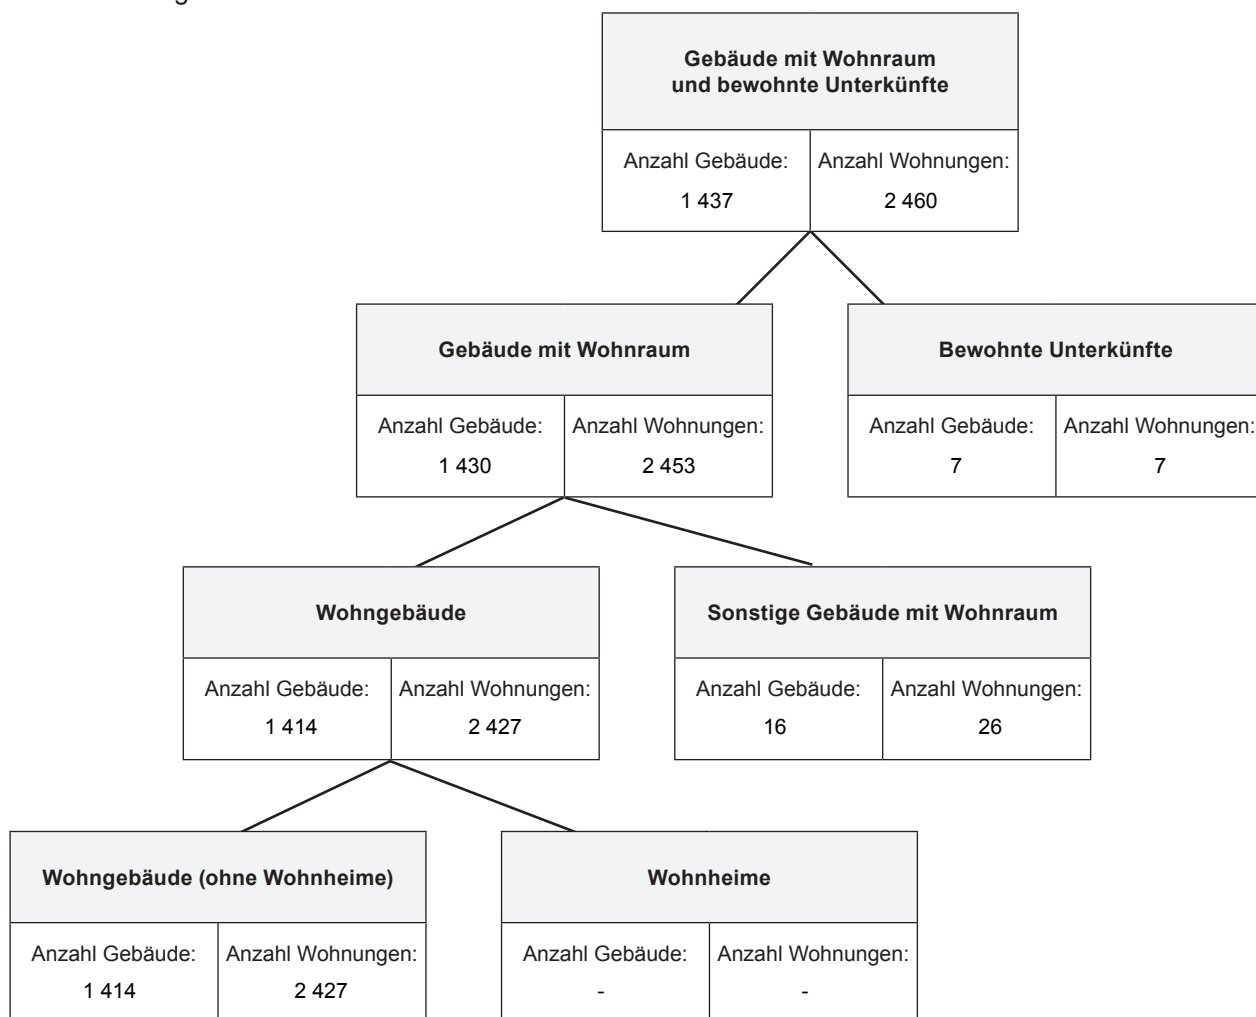 Gebäude mit Wohnraum
und bewohnte Unterkünfte
Anzahl Gebäude: Anzahl Wohnungen:
1 437 2 460
Gebäude mit Wohnraum Bewohnte Unterkünfte
Anzahl Gebäude: Anzahl Wohnungen: Anzahl Gebäude: Anzahl Wohnungen:
1 430 2 453 7 7
Wohngebäude Sonstige Gebäude mit Wohnraum
Anzahl Gebäude: Anzahl Wohnungen: Anzahl Gebäude: Anzahl Wohnungen:
1 414 2 427 16 26
Wohngebäude (ohne Wohnheime) Wohnheime
Anzahl Gebäude: Anzahl Wohnungen: Anzahl Gebäude: Anzahl Wohnungen:
1 414 2 427 - -